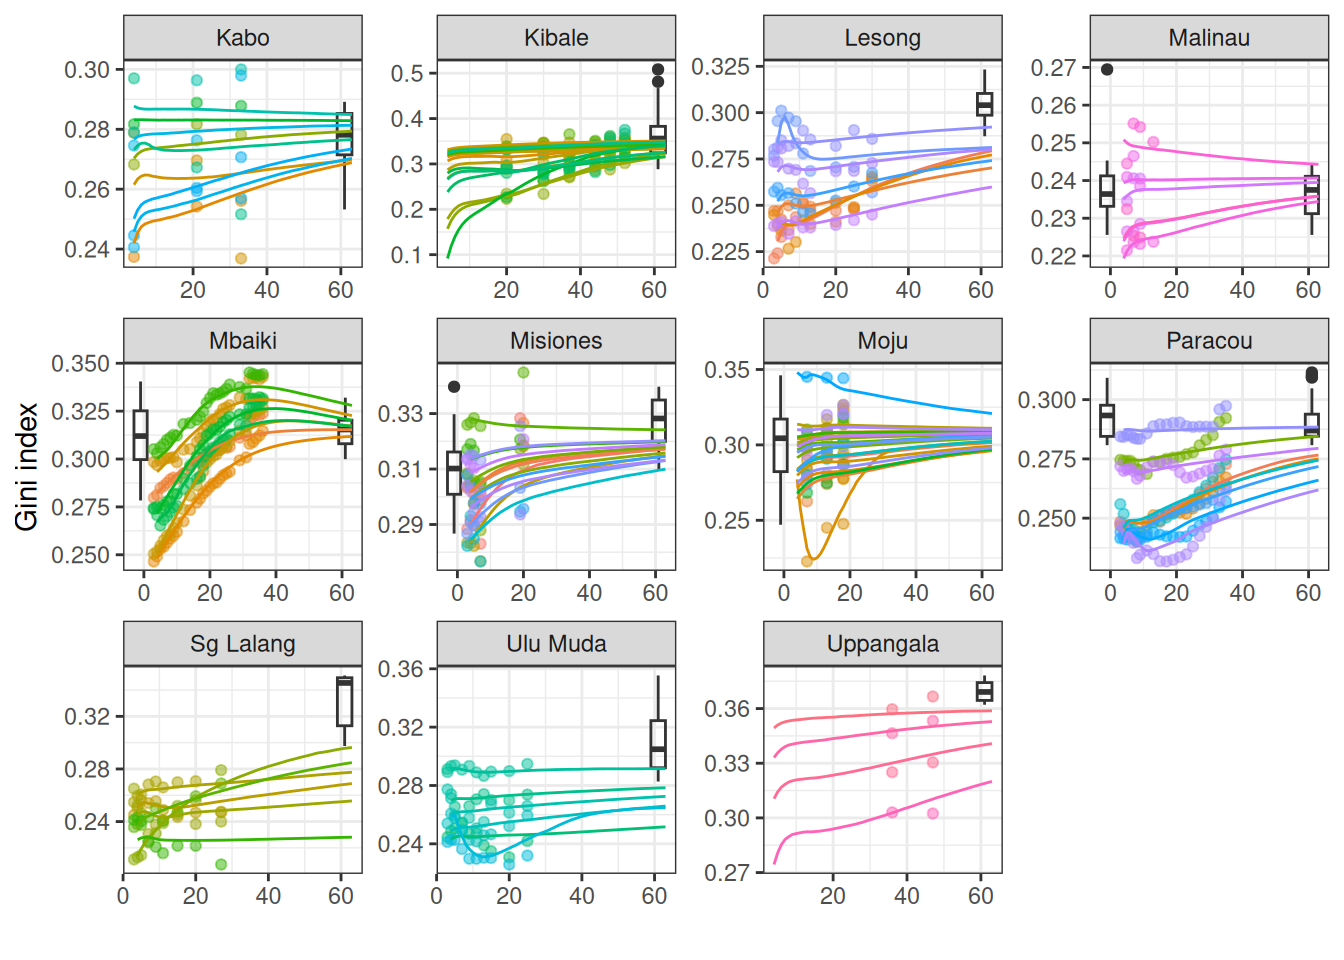 Kabo Kibale Lesong Malinau
0.30 0.5 0.325 0.27
0.28 0.4 0.300 0.26
0.26 0.3 0.275 0.25
0.24 0.2 0.250 0.24
0.1 0.225 0.23
0.22
20 40 60 20 40 60 0 20 40 60 0 20 40 60
Gini index
Mbaiki Misiones Moju Paracou
0.350 0.33 0.35 0.300
0.325 0.31 0.30 0.275
0.300 0.29 0.25 0.250
0.275
0.250
0 20 40 60 0 20 40 60 0 20 40 60 0 20 40 60
Sg Lalang Ulu Muda Uppangala
0.32 0.36 0.36
0.28 0.32 0.33
0.24 0.28 0.30
0.24 0.27
0 20 40 60 0 20 40 60 20 40 60